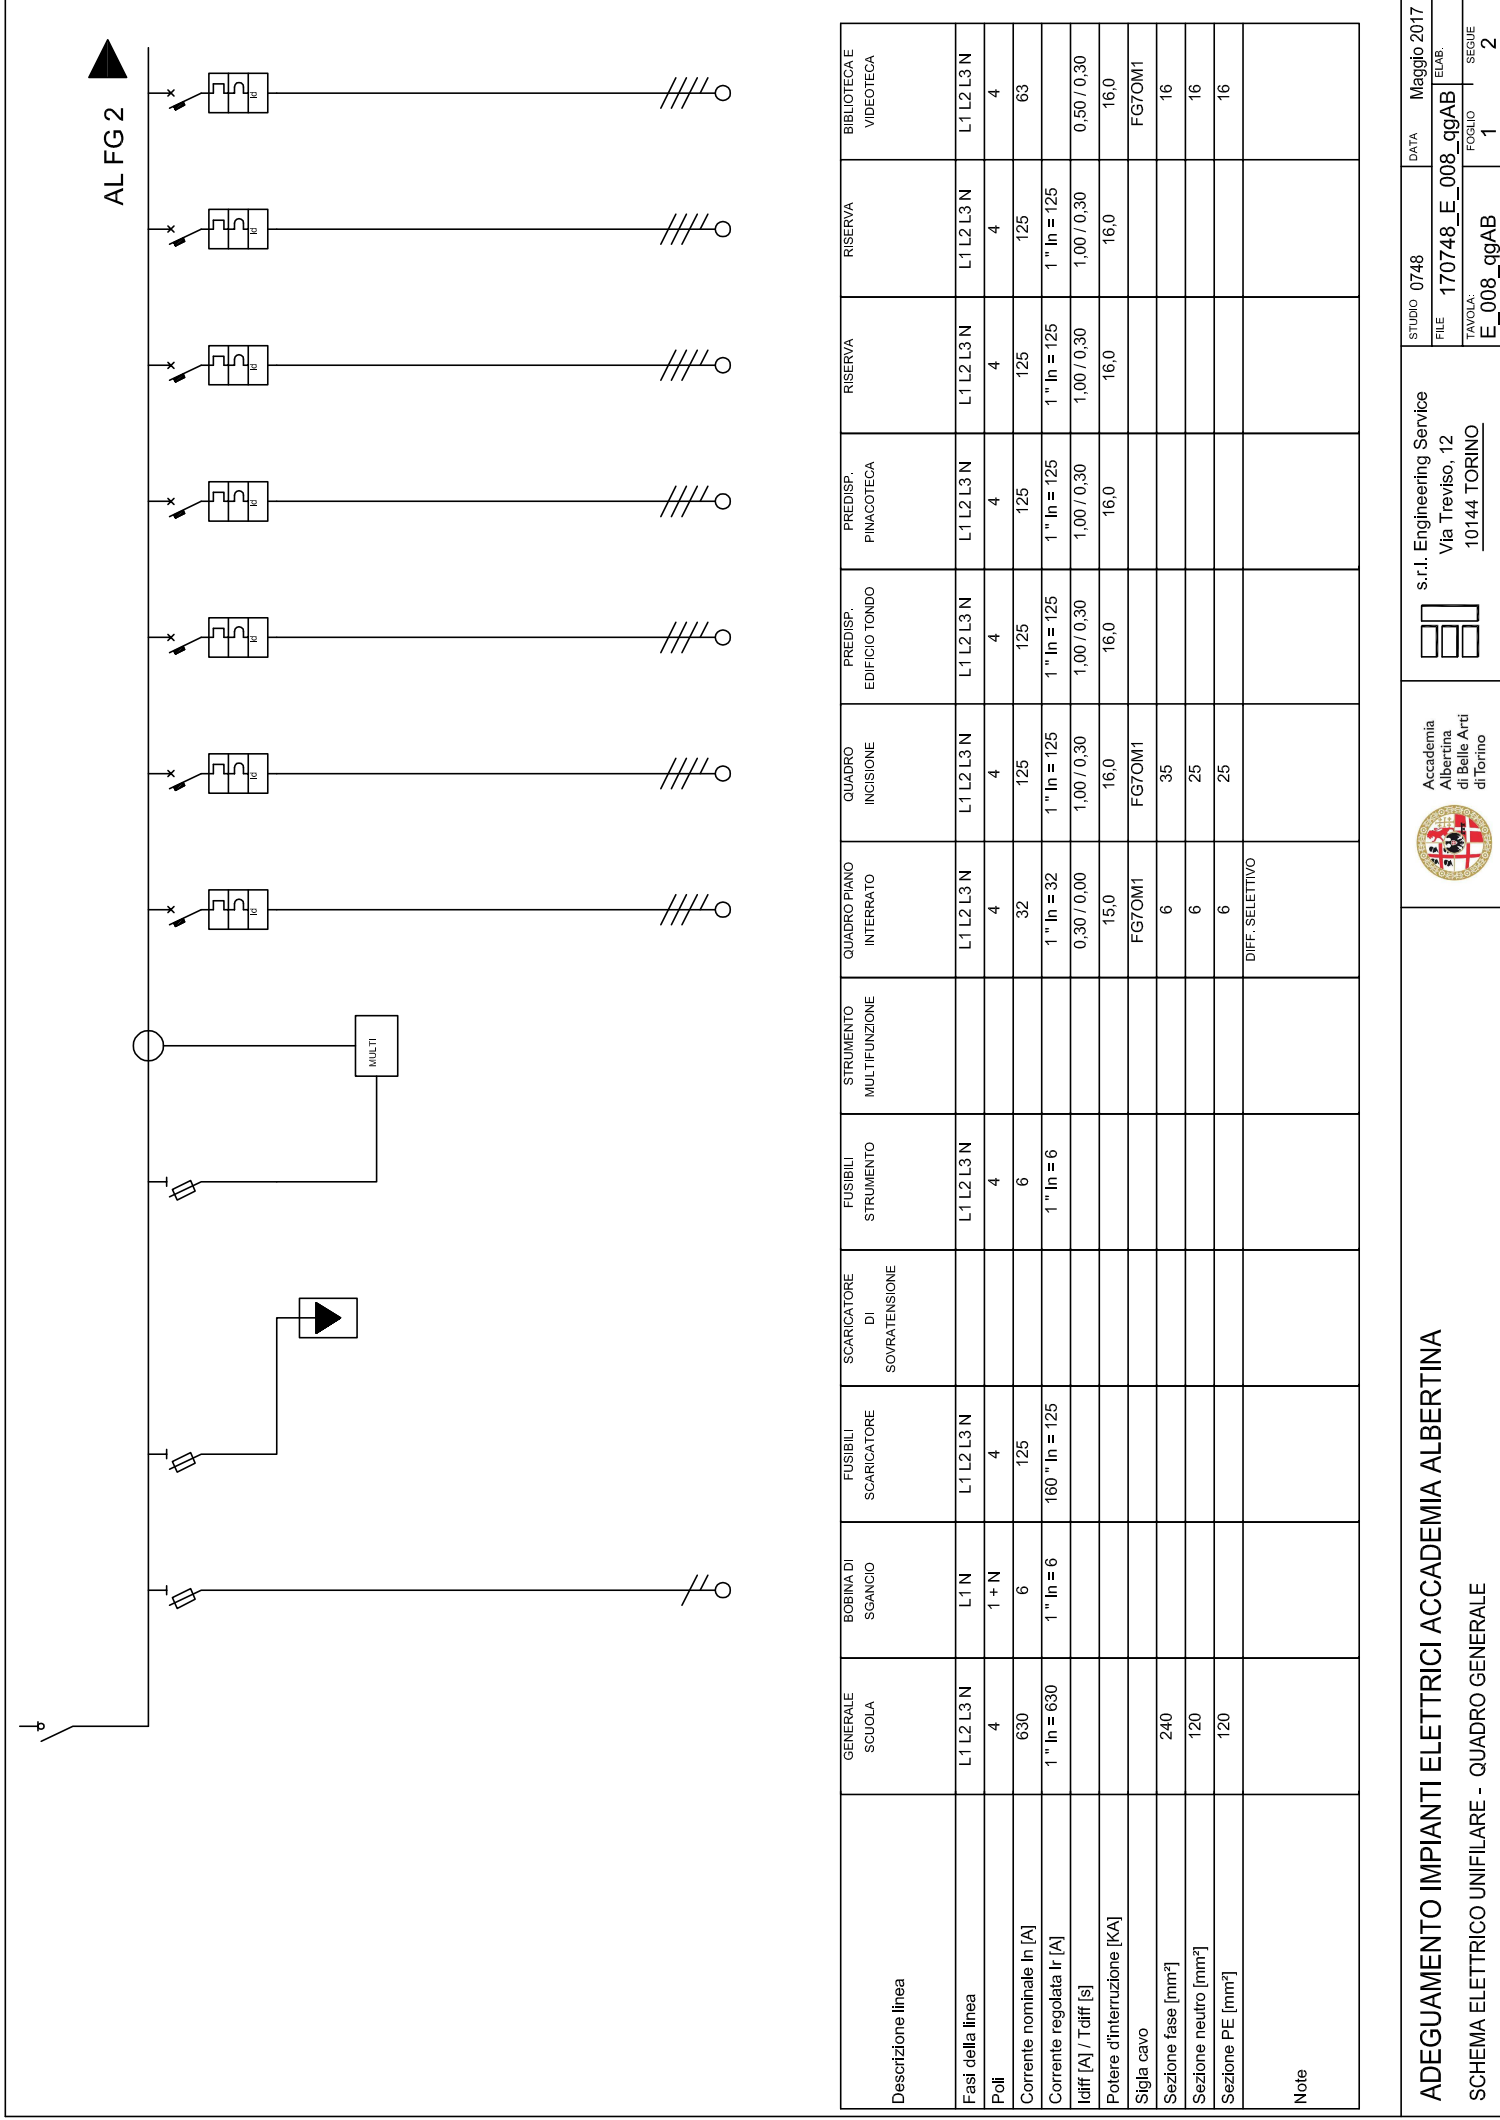 AL FG 2
MULTI
Id Id Id Id Id Id Id
Descrizione linea GENERALE SCUOLA BOBINA DI SGANCIO FUSIBILI SCARICATORE SCARICATORE DI SOVRATENSIONE FUSIBILI STRUMENTO STRUMENTO MULTIFUNZIONE QUADRO PIANO INTERRATO QUADRO INCISIONE PREDISP. EDIFICIO TONDO PREDISP. PINACOTECA RISERVA RISERVA BIBLIOTECA E VIDEOTECA
Fasi della linea L1 L2 L3 N L1 N L1 L2 L3 N L1 L2 L3 N L1 L2 L3 N L1 L2 L3 N L1 L2 L3 N L1 L2 L3 N L1 L2 L3 N L1 L2 L3 N L1 L2 L3 N
Poli 4 1 + N 4 4 4 4 4 4 4 4 4
Corrente nominale In [A] 630 6 125 6 32 125 125 125 125 125 63
Corrente regolata Ir [A] 1 " In = 630 1 " In = 6 160 " In = 125 1 " In = 6 1 " In = 32 1 " In = 125 1 " In = 125 1 " In = 125 1 " In = 125 1 " In = 125
Idiff [A] / Tdiff [s] 0,30 / 0,00 1,00 / 0,30 1,00 / 0,30 1,00 / 0,30 1,00 / 0,30 1,00 / 0,30 0,50 / 0,30
Potere d'interruzione [KA] 15,0 16,0 16,0 16,0 16,0 16,0 16,0
Sigla cavo FG7OM1 FG7OM1 FG7OM1
Sezione fase [mm²] 240 6 35 16
Sezione neutro [mm²] 120 6 25 16
Sezione PE [mm²] 120 6 25 16
Note DIFF. SELETTIVO
ADEGUAMENTO IMPIANTI ELETTRICI ACCADEMIA ALBERTINA
SCHEMA ELETTRICO UNIFILARE - QUADRO GENERALE
Accademia
Albertina
di Belle Arti
di Torino
s.r.l. Engineering Service
Via Treviso, 12
10144 TORINO
STUDIO 0748 DATA Maggio 2017
FILE 170748_E_008_qgAB ELAB.
TAVOLA: E_008_qgAB FOGLIO 1 SEGUE 2